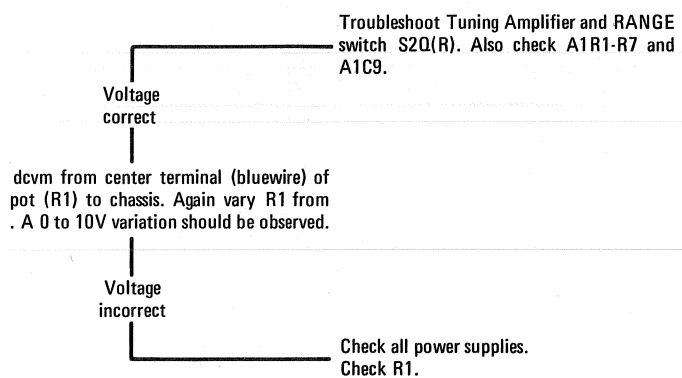 Troubleshoot Tuning Amplifier and RANGE
switch S2Q(R). Also check A1R1-R7 and
A1C9.
Voltage
correct
dcvm from center terminal (bluewire) of
pot (R1) to chassis. Again vary R1 from
. A 0 to 10V variation should be observed.
Voltage
incorrect
Check all power supplies.
Check R1.